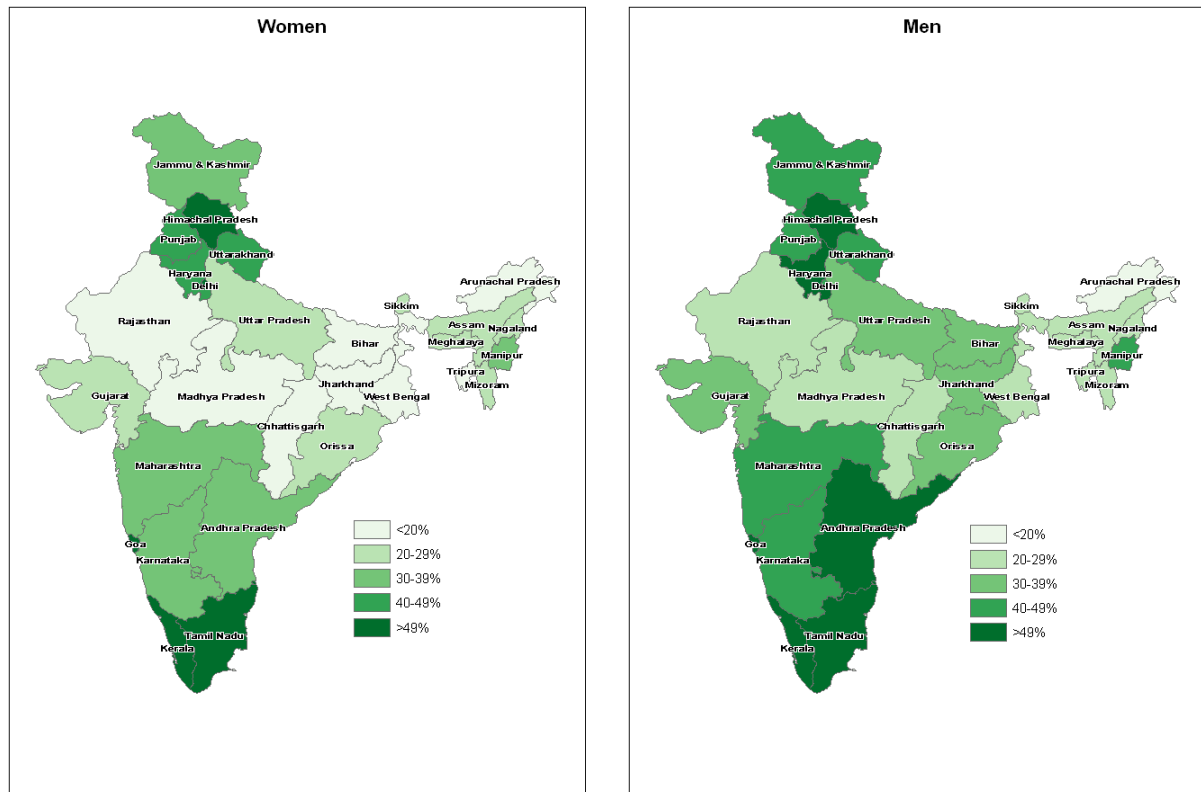 Women
Jammu & Kashmir
Himachal Pradesh
Punjab
Uttarakhand
Haryana
Delhi
Arunachal Pradesh
Sikkim
Rajasthan
Uttar Pradesh
Assam
Nagaland
Bihar
Meghalaya
Manipur
Tripura
Jharkhand
Mizoram
Gujarat
Madhya Pradesh
West Bengal
Chhattisgarh
Orissa
Maharashtra
Andhra Pradesh
Goa
Karnataka
Tamil Nadu
Kerala
<20%
20-29%
30-39%
40-49%
>49%
Men
Jammu & Kashmir
Himachal Pradesh
Punjab
Uttarakhand
Haryana
Delhi
Arunachal Pradesh
Sikkim
Rajasthan
Uttar Pradesh
Assam
Nagaland
Bihar
Meghalaya
Manipur
Tripura
Jharkhand
Mizoram
Gujarat
Madhya Pradesh
West Bengal
Chhattisgarh
Orissa
Maharashtra
Andhra Pradesh
Goa
Karnataka
Tamil Nadu
Kerala
<20%
20-29%
30-39%
40-49%
>49%